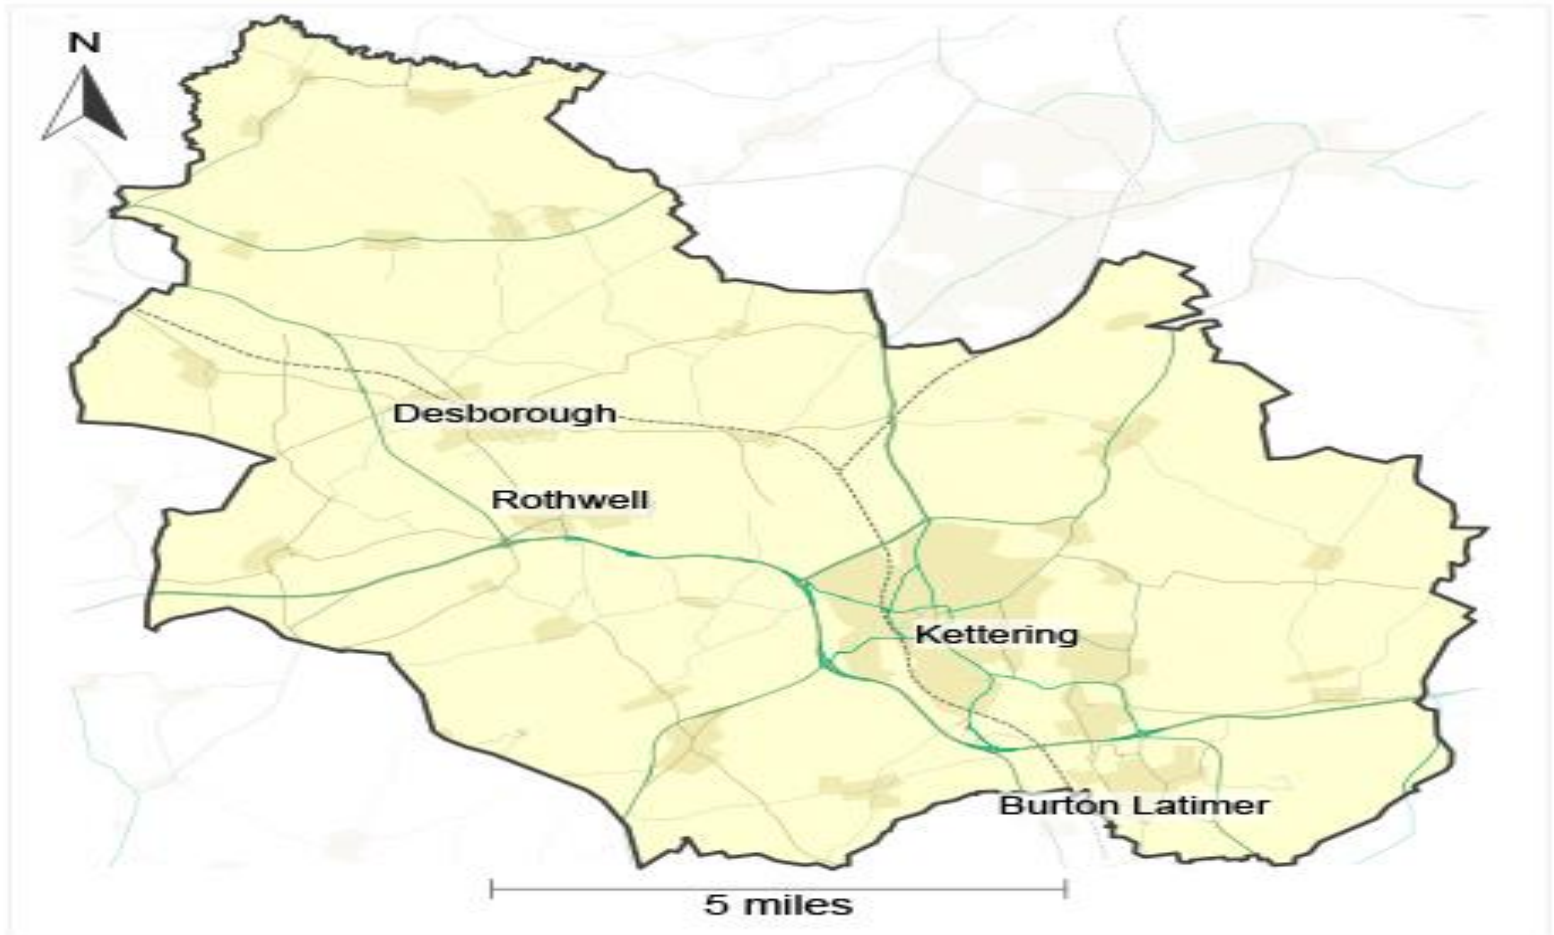 N
Desborough
Rothwell
Kettering
Burton Latimer
5 miles